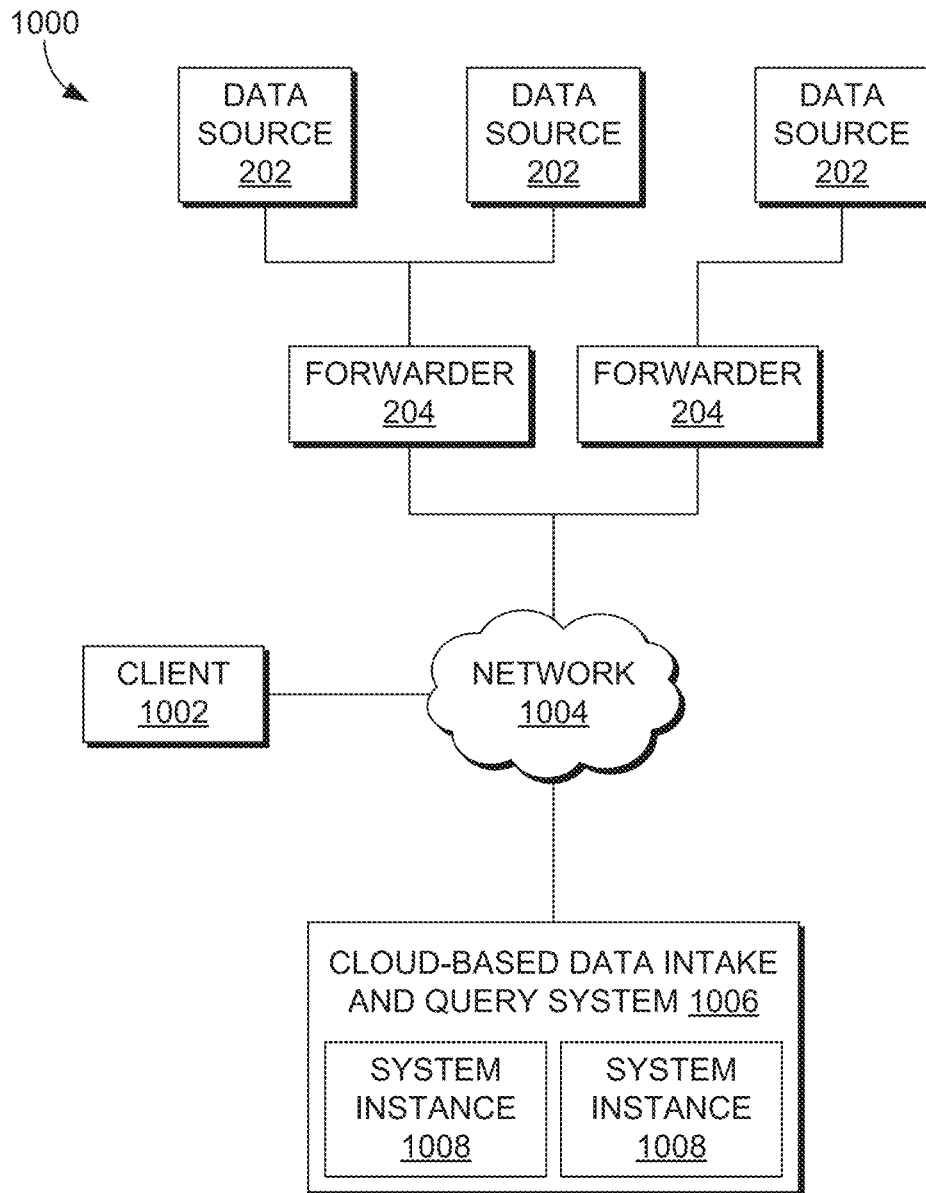 1000
DATA
SOURCE
202
DATA
SOURCE
202
DATA
SOURCE
202
FORWARDER
204
FORWARDER
204
CLIENT
1002
NETWORK
1004
CLOUD-BASED DATA INTAKE
AND QUERY SYSTEM 1006
SYSTEM
INSTANCE
1008
SYSTEM
INSTANCE
1008